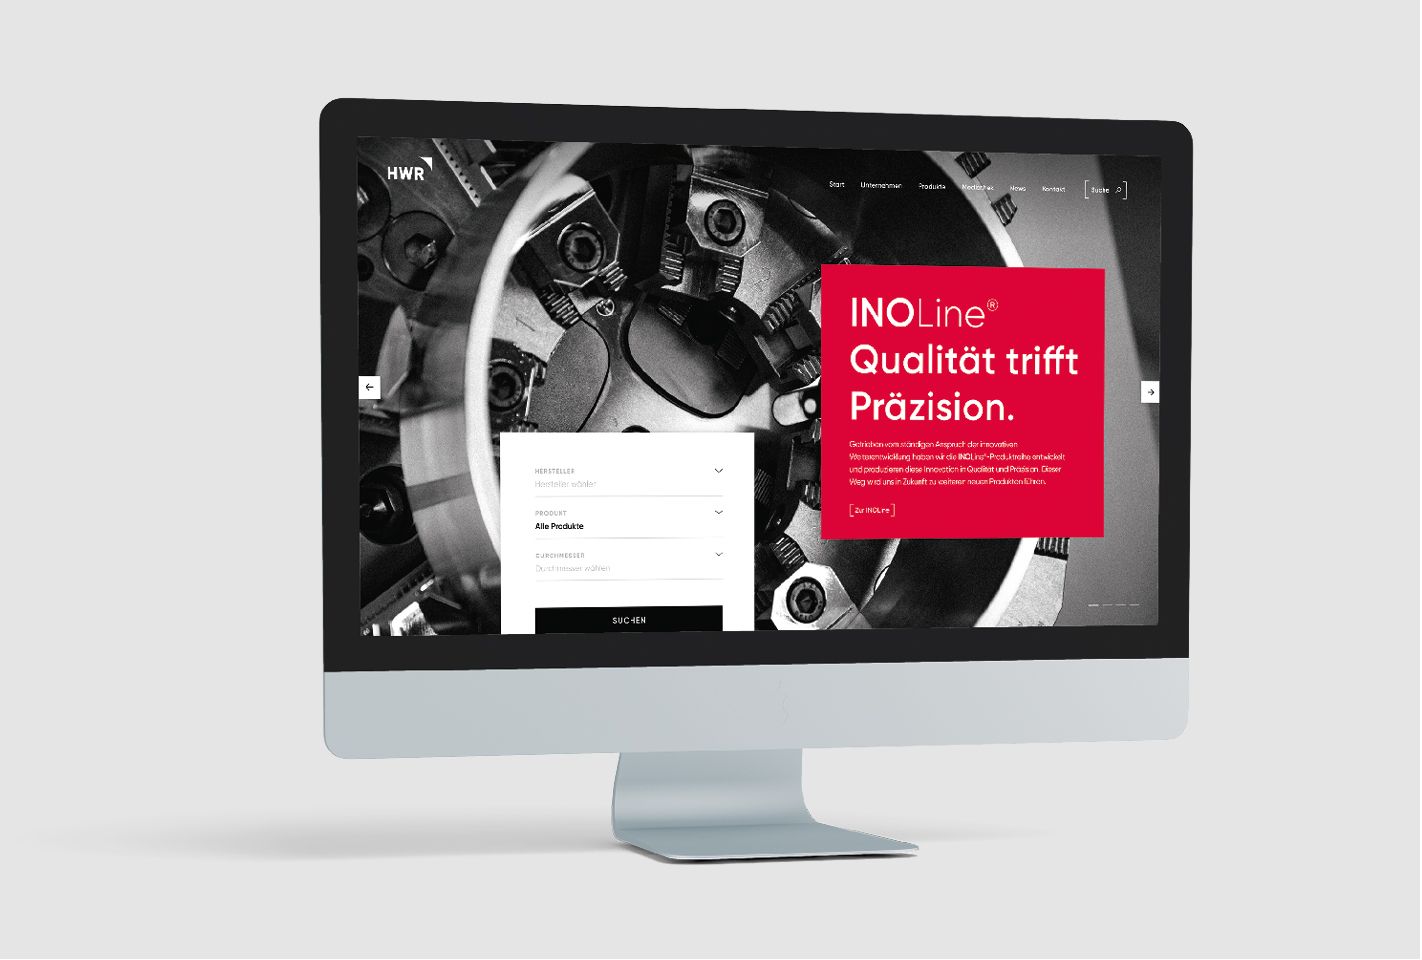 HWR
Start Unternehmen Produkte Mediathek News Kontakt Suche
INOLine®
Qualität trifft
Präzision.
Getrieben vom ständigen Anspruch der innovativen
Weiterentwicklung haben wir die INOLine®-Produktreihe entwickelt
und produzieren diese Innovation in Qualität und Präzision. Dieser
Weg wird uns in Zukunft zu weiteren neuen Produkten führen.
Zur INOLine
HERSTELLER
Hersteller wählen
PRODUKT
Alle Produkte
DURCHMESSER
Durchmesser wählen
SUCHEN